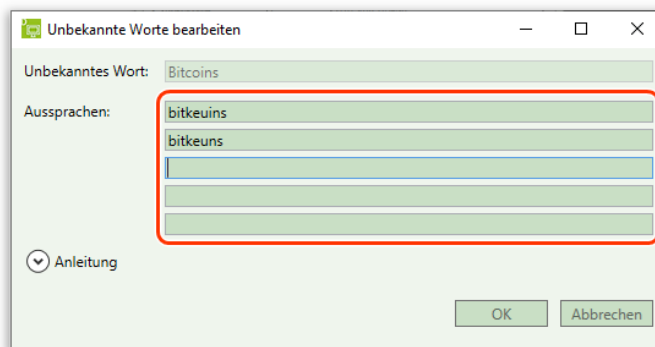 Unbekannte Worte bearbeiten
Unbekanntes Wort: Bitcoins
Aussprachen: bitkeuins
bitkeuns
Anleitung
OK Abbrechen